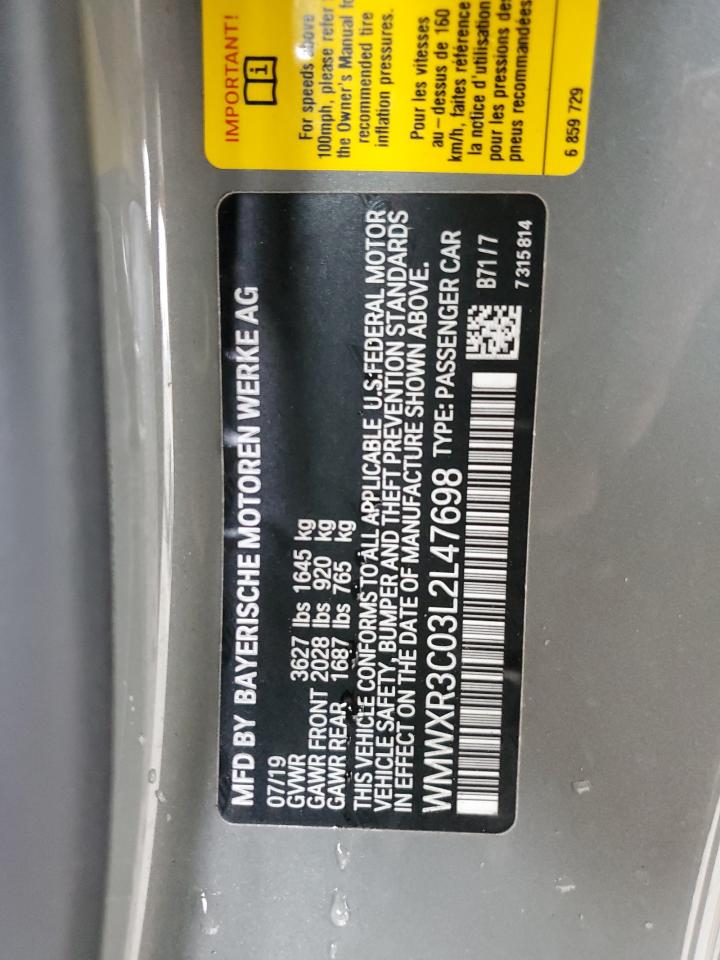 IMPORTANT!
i
For speeds above
100mph, please refer
the Owner's Manual
recommended tire
inflation pressures.
Pour les vitesses
au-dessus de 160
km/h, faites référence
la notice d'utilisation
pour les pressions des
pneus recommandées
6 859 729
MFD BY BAYERISCHE MOTOREN WERKE AG
07/19
GVWR 3627 lbs 1645 kg
GAWR FRONT 2028 lbs 920 kg
GAWR REAR 1687 lbs 765 kg
THIS VEHICLE CONFORMS TO ALL APPLICABLE U.S.FEDERAL MOTOR
VEHICLE SAFETY, BUMPER AND THEFT PREVENTION STANDARDS
IN EFFECT ON THE DATE OF MANUFACTURE SHOWN ABOVE.
WMWXR3C03L2L47698 TYPE: PASSENGER CAR
B71/7
7 315 814